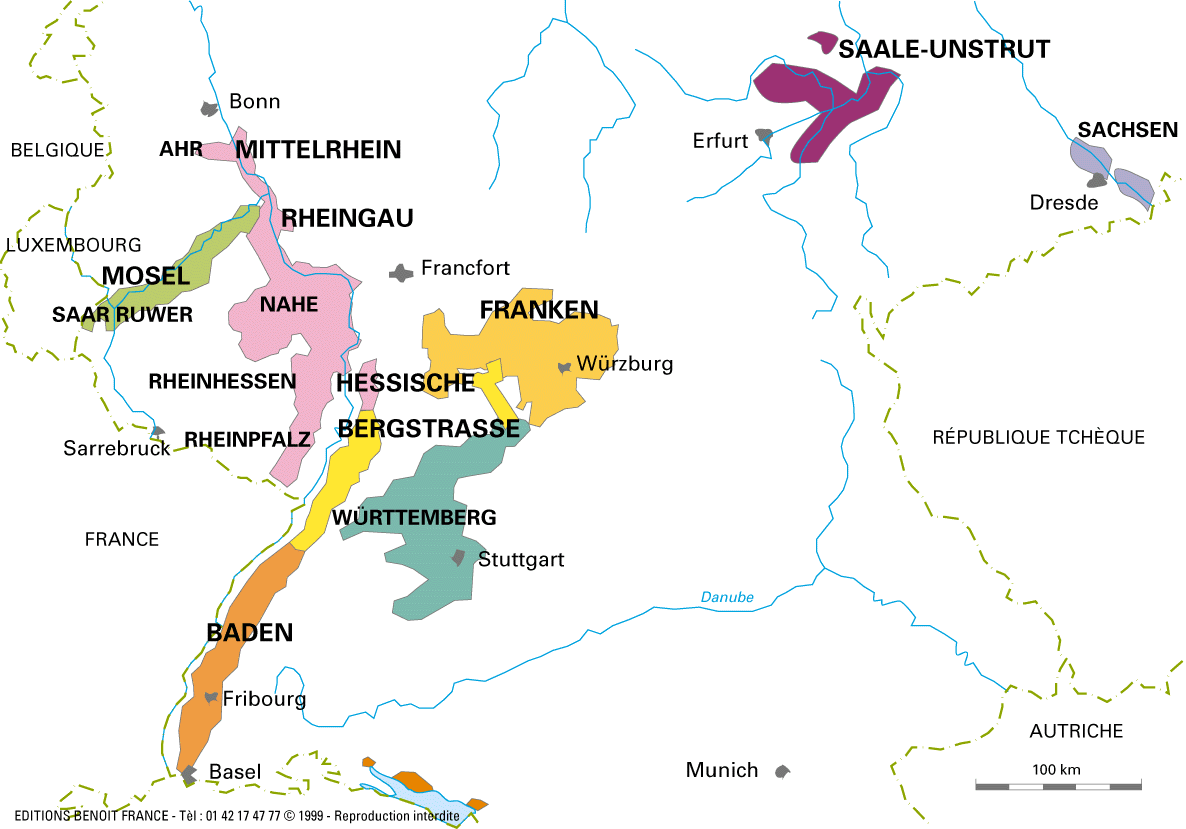 SAALE-UNSTRUT
Bonn
SACHSEN
Erfurt
BELGIQUE
AHR
MITTELRHEIN
Dresde
RHEINGAU
LUXEMBOURG
MOSEL
Francfort
NAHE
FRANKEN
SAAR RUWER
Würzburg
RHEINHESSEN
HESSISCHE
BERGSTRASSE
RHEINPFALZ
RÉPUBLIQUE TCHÈQUE
Sarrebruck
WÜRTTEMBERG
FRANCE
Stuttgart
Danube
BADEN
Fribourg
AUTRICHE
Basel
Munich
100 km
EDITIONS BENOIT FRANCE - Tèl : 01 42 17 47 77 © 1999 - Reproduction interdite